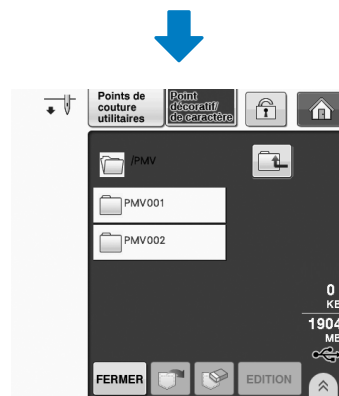 Points de
couture
utilitaires
Point
décoratif/
de caractère
/PMV
PMV001
PMV002
0
KB
1904
MB
FERMER
EDITION